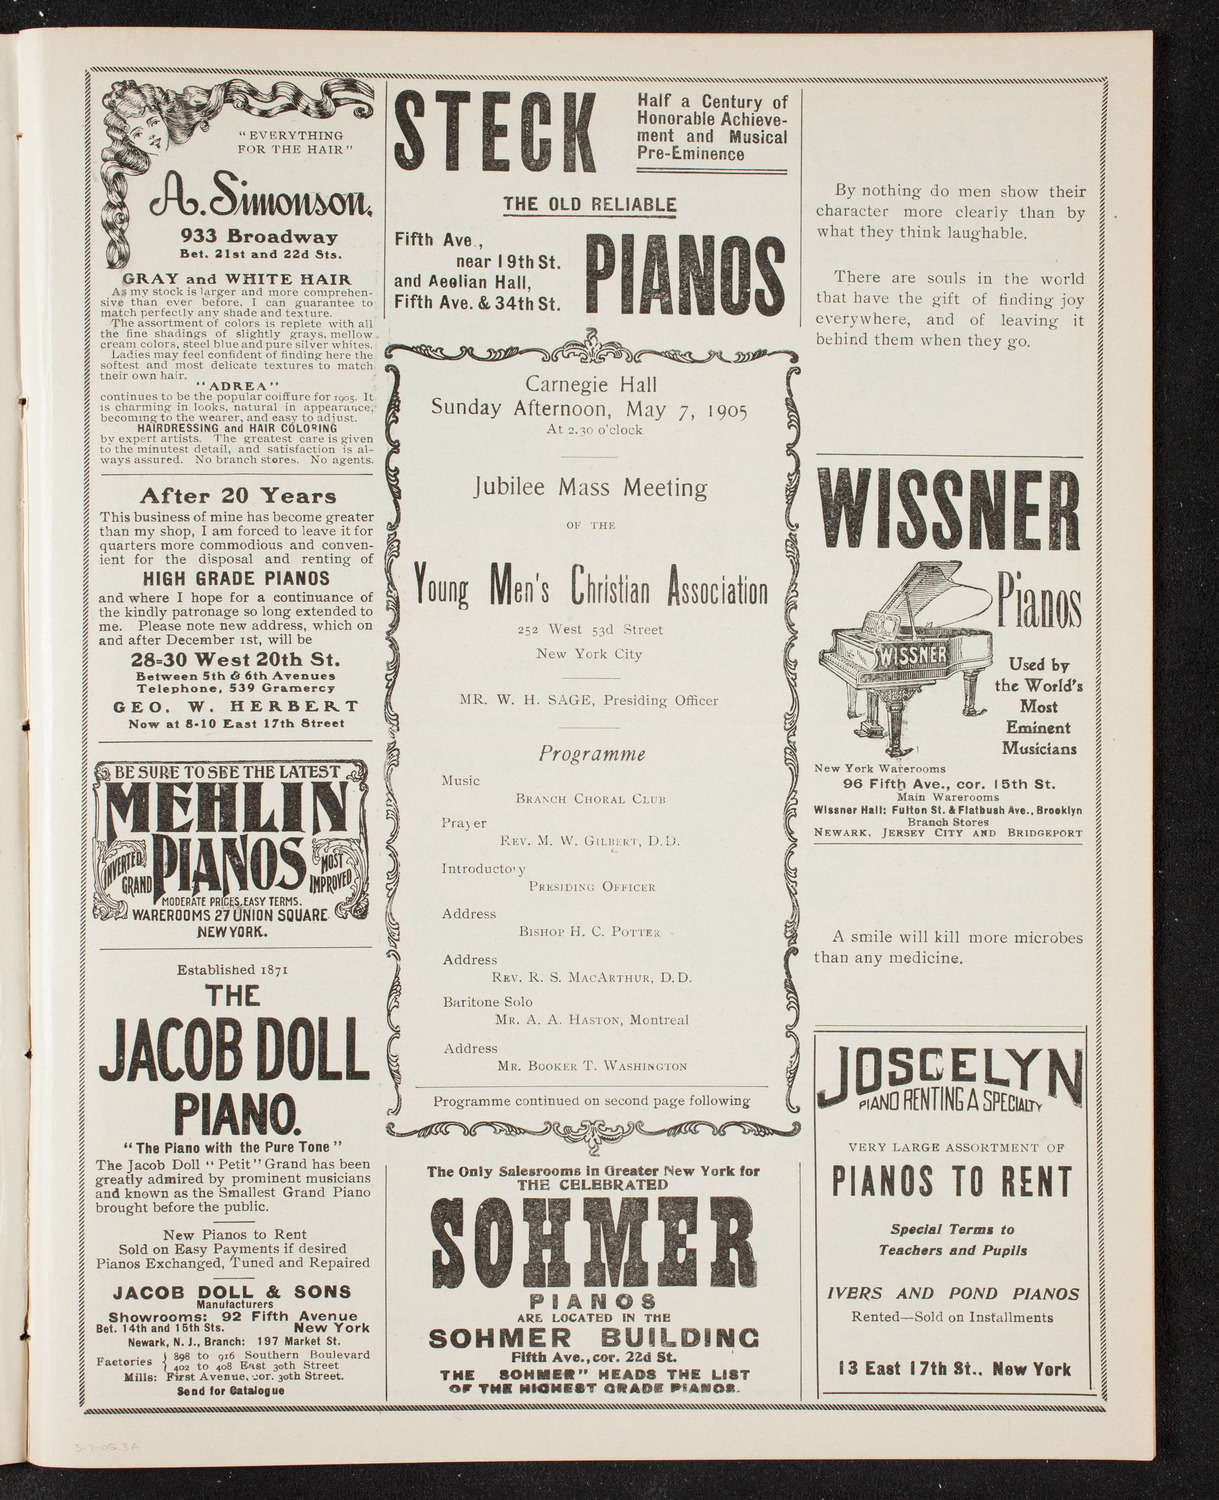 "EVERYTHING
FOR THE HAIR"
A. Simonson.
933 Broadway
Bet. 21st and 22d Sts.
GRAY and WHITE HAIR
As my stock is larger and more comprehen-
sive than ever before, I can guarantee to
match perfectly any shade and texture.
The assortment of colors is replete with all
the fine shadings of slightly grays, mellow
cream colors, steel blue and pure silver whites.
Ladies may feel confident of finding here the
softest and most delicate textures to match
their own hair.
"ADREA"
continues to be the popular coiffure for 1905. It
is charming in looks, natural in appearance,
becoming to the wearer, and easy to adjust.
HAIRDRESSING and HAIR COLORING
by expert artists. The greatest care is given
to the minutest detail, and satisfaction is al-
ways assured. No branch stores. No agents.
After 20 Years
This business of mine has become greater
than my shop, I am forced to leave it for
quarters more commodious and conven-
ient for the disposal and renting of
HIGH GRADE PIANOS
and where I hope for a continuance of
the kindly patronage so long extended to
me. Please note new address, which on
and after December 1st, will be
28=30 West 20th St.
Between 5th & 6th Avenues
Telephone, 539 Gramercy
GEO. W. HERBERT
Now at 8-10 East 17th Street
BE SURE TO SEE THE LATEST
MEHLIN
PIANOS
INVERTED
GRAND
MOST
IMPROVED
MODERATE PRICES, EASY TERMS.
WAREROOMS 27 UNION SQUARE
NEW YORK.
Established 1871
THE
JACOB DOLL
PIANO.
"The Piano with the Pure Tone"
The Jacob Doll "Petit" Grand has been
greatly admired by prominent musicians
and known as the Smallest Grand Piano
brought before the public.
New Pianos to Rent
Sold on Easy Payments if desired
Pianos Exchanged, Tuned and Repaired
JACOB DOLL & SONS
Manufacturers
Showrooms: 92 Fifth Avenue
Bet. 14th and 15th Sts. New York
Newark, N. J., Branch: 197 Market St.
Factories { 898 to 916 Southern Boulevard
402 to 408 East 30th Street
Mills: First Avenue, cor. 30th Street.
Send for Catalogue
STECK
Half a Century of
Honorable Achieve-
ment and Musical
Pre-Eminence
THE OLD RELIABLE
Fifth Ave.,
near 19th St.
and Aeolian Hall,
Fifth Ave. & 34th St.
PIANOS
Carnegie Hall
Sunday Afternoon, May 7, 1905
At 2.30 o'clock
Jubilee Mass Meeting
OF THE
Young Men's Christian Association
252 West 53d Street
New York City
MR. W. H. SAGE, Presiding Officer
Programme
Music
BRANCH CHORAL CLUB
Prayer
REV. M. W. GILBERT, D.D.
Introductory
PRESIDING OFFICER
Address
BISHOP H. C. POTTER
Address
REV. R. S. MACARTHUR, D.D.
Baritone Solo
MR. A. A. HASTON, Montreal
Address
MR. BOOKER T. WASHINGTON
Programme continued on second page following
2
The Only Salesrooms in Greater New York for
THE CELEBRATED
SOHMER
PIANOS
ARE LOCATED IN THE
SOHMER BUILDING
Fifth Ave., cor. 22d St.
THE SOHMER" HEADS THE LIST
OF THE HIGHEST GRADE PIANOS.
By nothing do men show their
character more clearly than by
what they think laughable.
There are souls in the world
that have the gift of finding joy
everywhere, and of leaving it
behind them when they go.
WISSNER
WISSNER
Pianos
Used by
the World's
Most
Eminent
Musicians
New York Warerooms
96 Fifth Ave., cor. 15th St.
Main Warerooms
Wissner Hall: Fulton St. & Flatbush Ave., Brooklyn
Branch Stores
NEWARK, JERSEY CITY AND BRIDGEPORT
A smile will kill more microbes
than any medicine.
JOSCELYN
PIANO RENTING A SPECIALTY
VERY LARGE ASSORTMENT OF
PIANOS TO RENT
Special Terms to
Teachers and Pupils
IVERS AND POND PIANOS
Rented—Sold on Installments
13 East 17th St., New York
5-7-05.3A